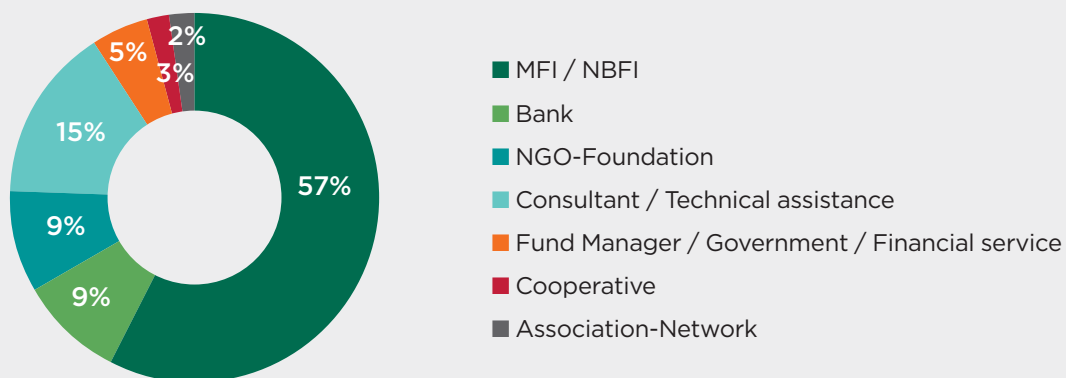 2%
5%
3%
15%
57%
9%
9%
MFI / NBFI
Bank
NGO-Foundation
Consultant / Technical assistance
Fund Manager / Government / Financial service
Cooperative
Association-Network